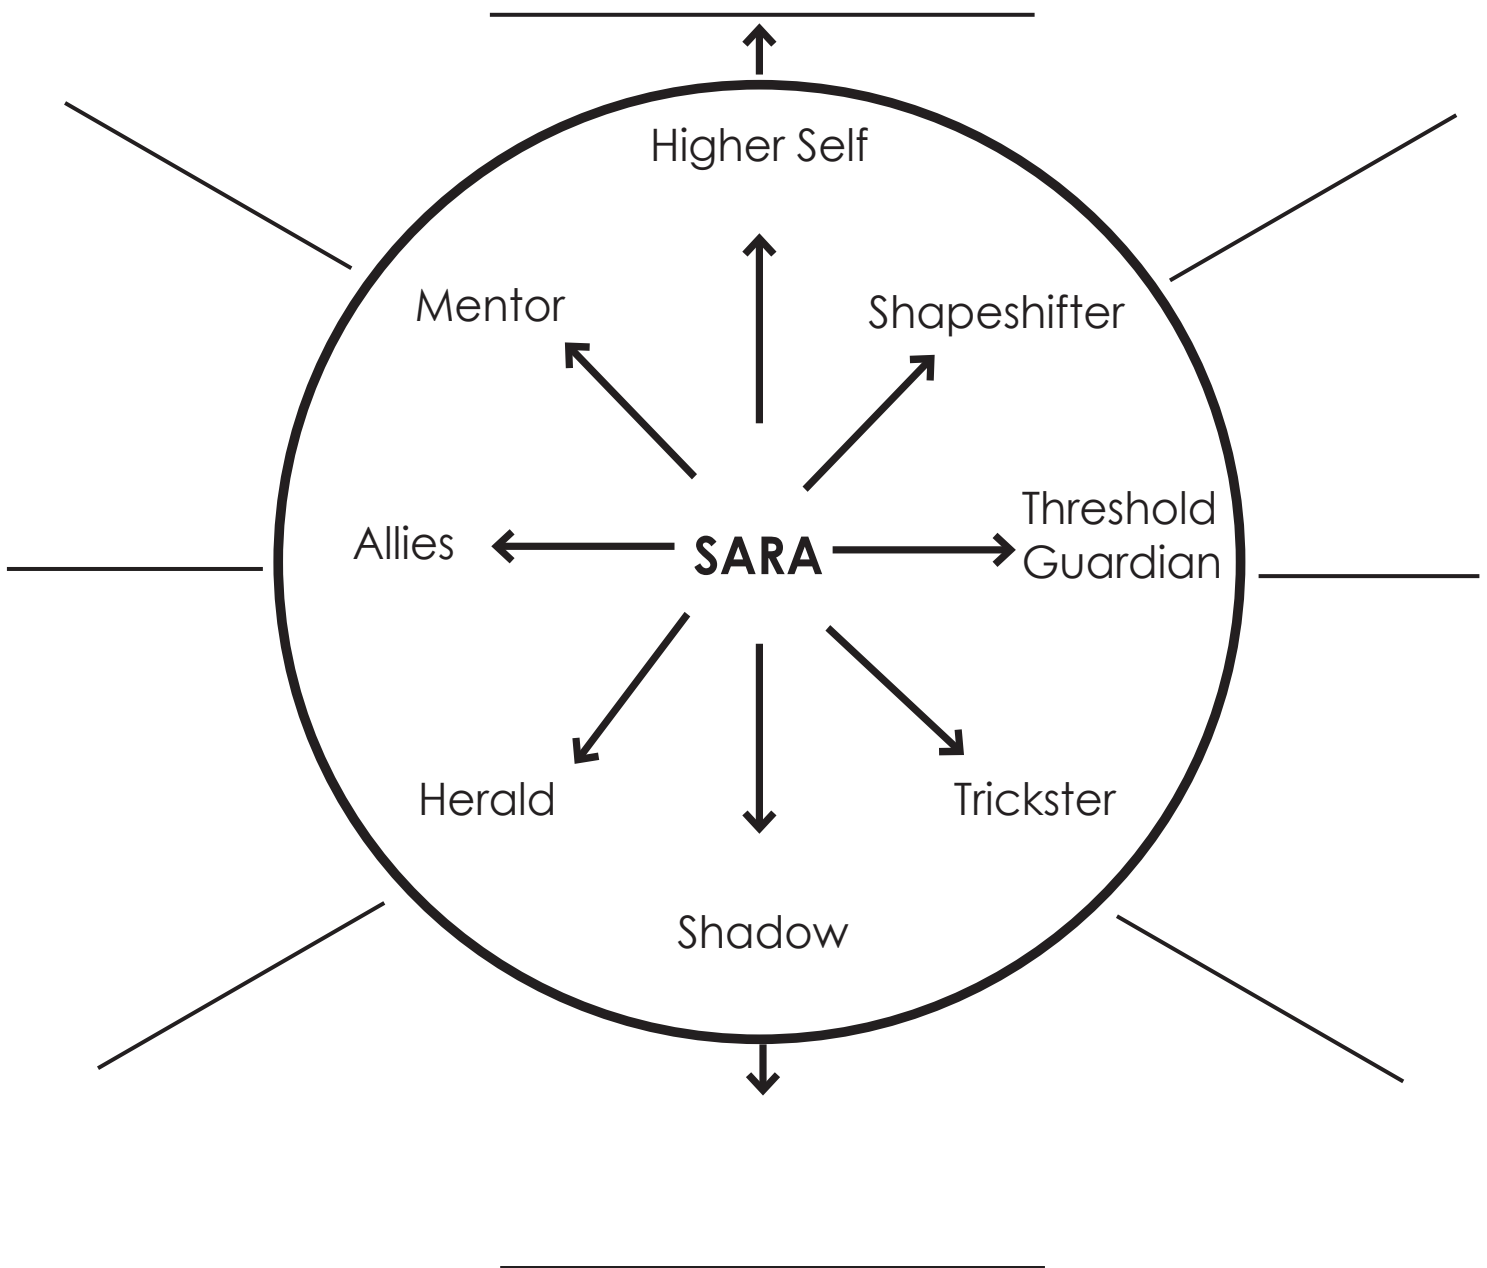 Higher Self
Mentor
Shapeshifter
Allies
SARA
Threshold
Guardian
Herald
Trickster
Shadow